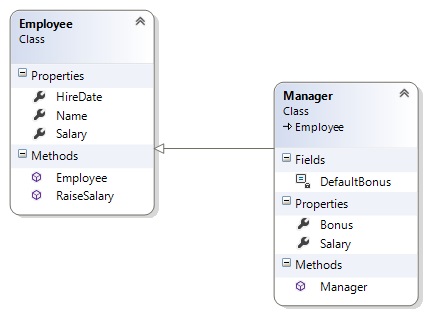 Employee
Class
Properties
HireDate
Name
Salary
Methods
Employee
RaiseSalary
Manager
Class
Employee
Fields
DefaultBonus
Properties
Bonus
Salary
Methods
Manager